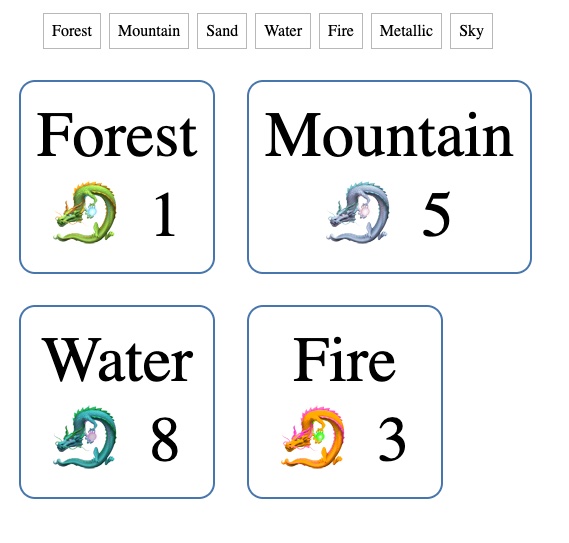 Forest Mountain Sand Water Fire Metallic Sky
Forest
1
Mountain
5
Water
8
Fire
3